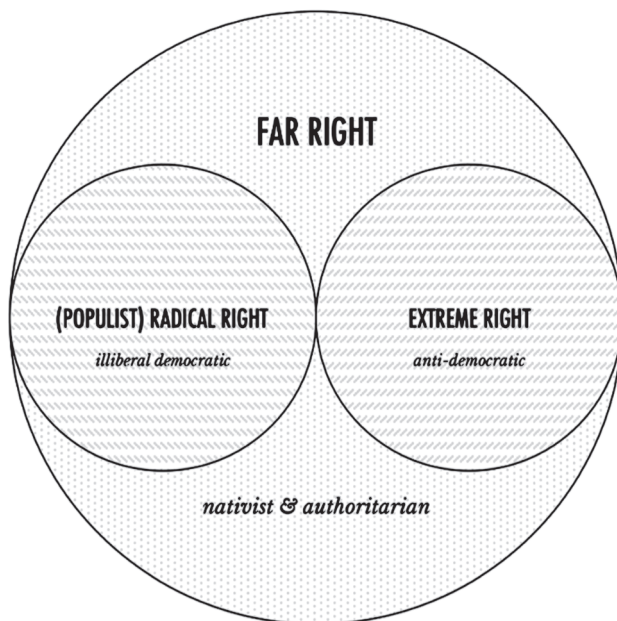 FAR RIGHT
(POPULIST) RADICAL RIGHT
illiberal democratic
EXTREME RIGHT
anti-democratic
nativist & authoritarian